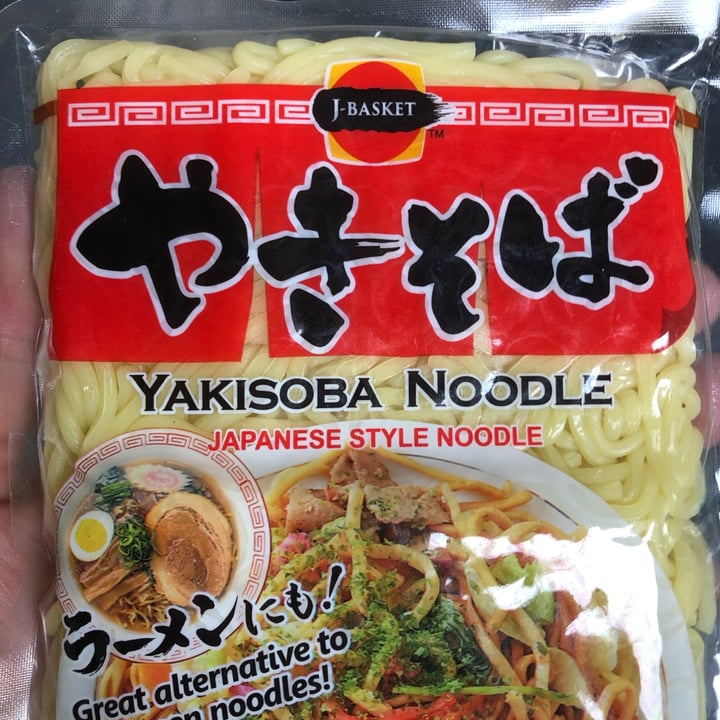 J-BASKET
TM
やきそば
YAKISOBA NOODLE
JAPANESE STYLE NOODLE
ラーメンにも!
Great alternative to
noodles!